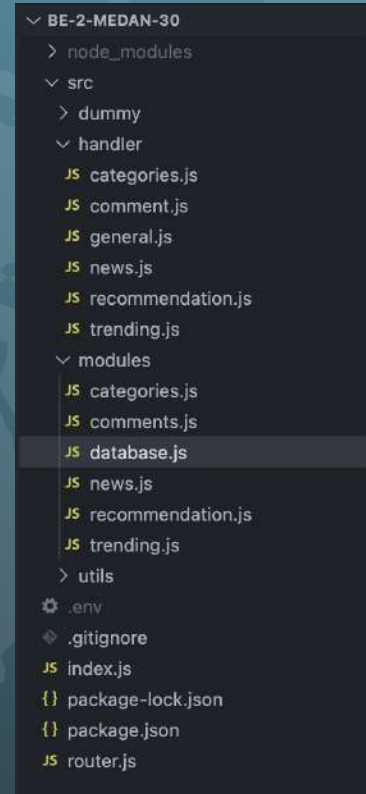 BE-2-MEDAN-30
node_modules
src
dummy
handler
JS categories.js
JS comment.js
JS general.js
JS news.js
JS recommendation.js
JS trending.js
modules
JS categories.js
JS comments.js
JS database.js
JS news.js
JS recommendation.js
JS trending.js
utils
.env
.gitignore
JS index.js
{} package-lock.json
{} package.json
JS router.js